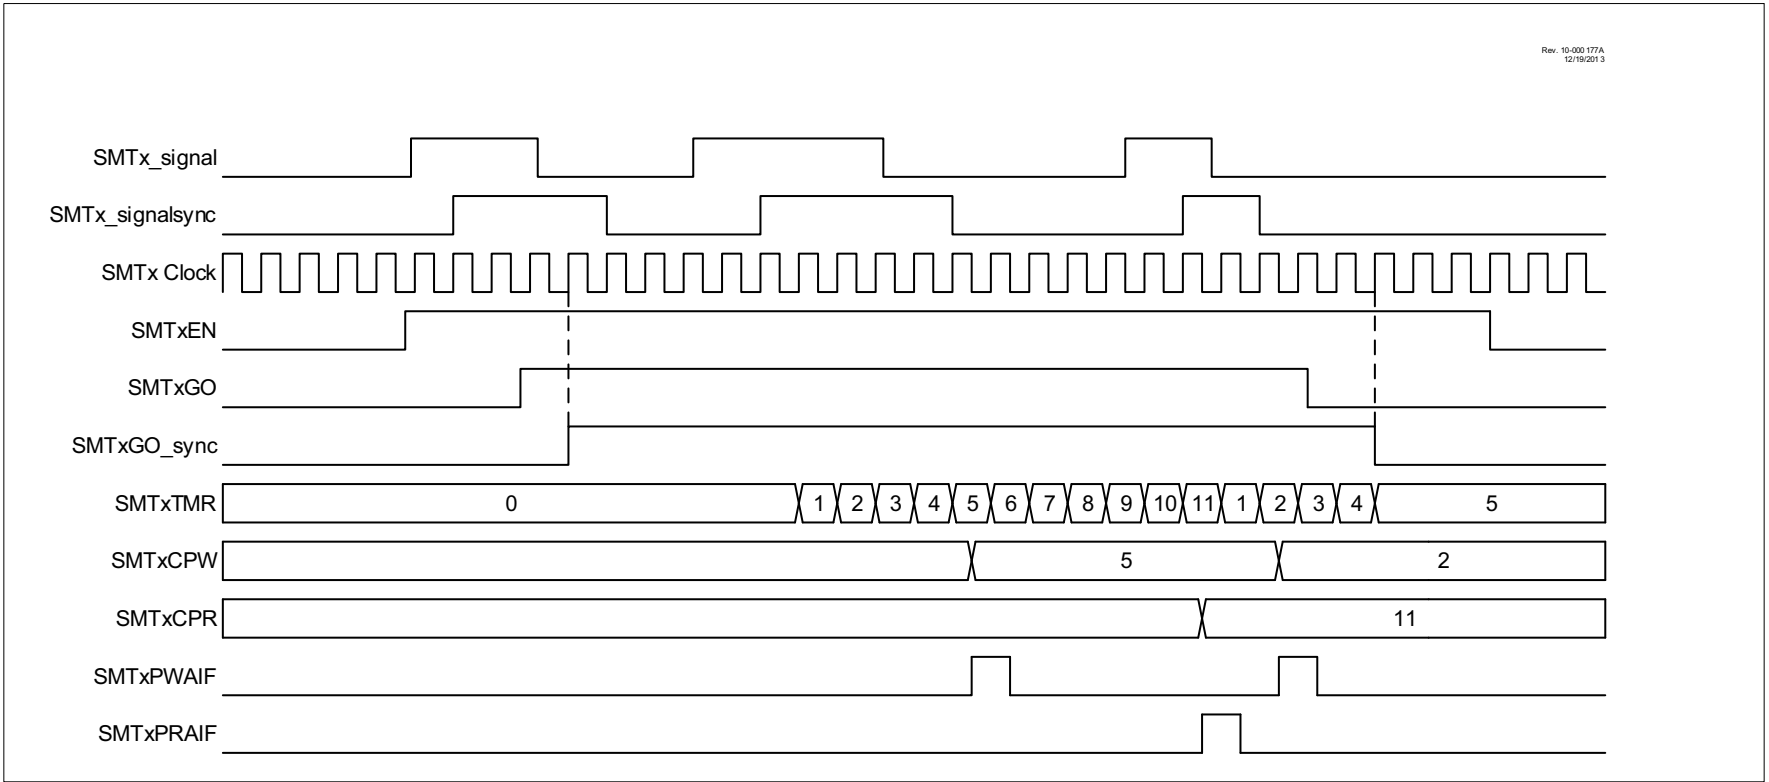 Rev. 10-000 177A
12/19/201 3
SMTx_signal
SMTx_signalsync
SMTx Clock
SMTxEN
SMTxGO
SMTxGO_sync
SMTxTMR 0 1 2 3 4 5 6 7 8 9 10 11 1 2 3 4 5
SMTxCPW 5 2
SMTxCPR 11
SMTxPWAIF
SMTxPRAIF